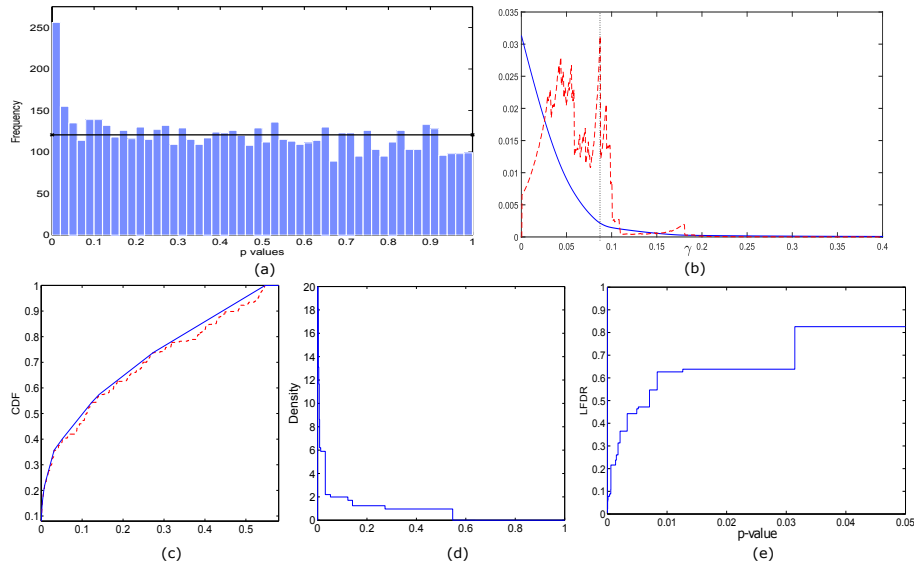 250
200
150
100
50
0
Frequency
0 0.1 0.2 0.3 0.4 0.5 0.6 0.7 0.8 0.9 1
p values
(a)
0.035
0.03
0.025
0.02
0.015
0.01
0.005
0
0 0.05 0.1 0.15 0.2 0.25 0.3 0.35 0.4
γ
(b)
1
0.9
0.8
0.7
0.6
0.5
0.4
0.3
0.2
0.1
CDF
0 0.1 0.2 0.3 0.4 0.5
(c)
20
18
16
14
12
10
8
6
4
2
0
Density
0 0.2 0.4 0.6 0.8 1
(d)
1
0.9
0.8
0.7
0.6
0.5
0.4
0.3
0.2
0.1
0
LFDR
0 0.01 0.02 0.03 0.04 0.05
p-value
(e)